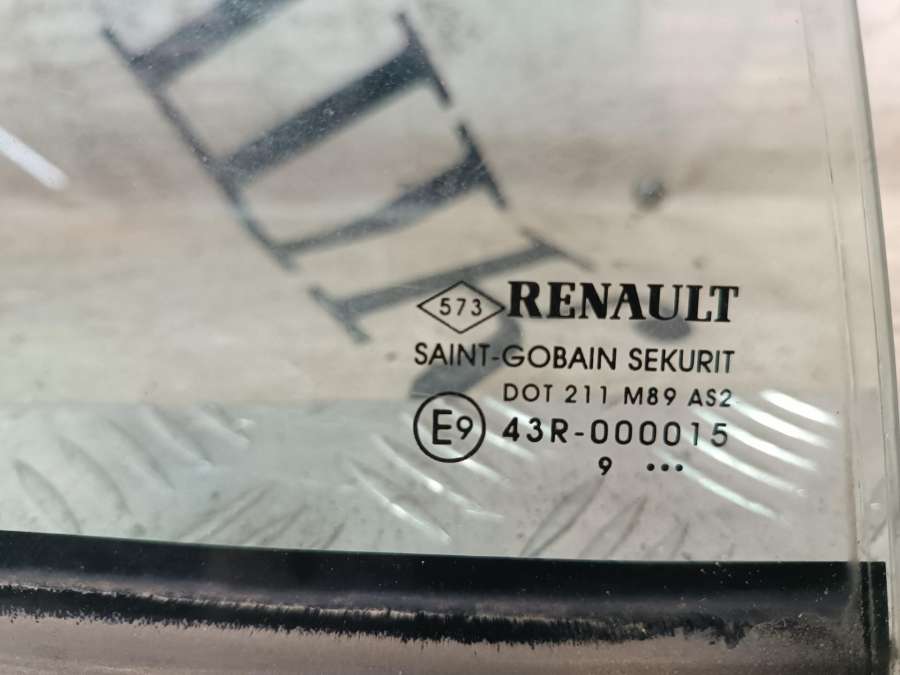 573 RENAULT
SAINT-GOBAIN SEKURIT
DOT 211 M89 AS2
E9 43R-000015
9 •••